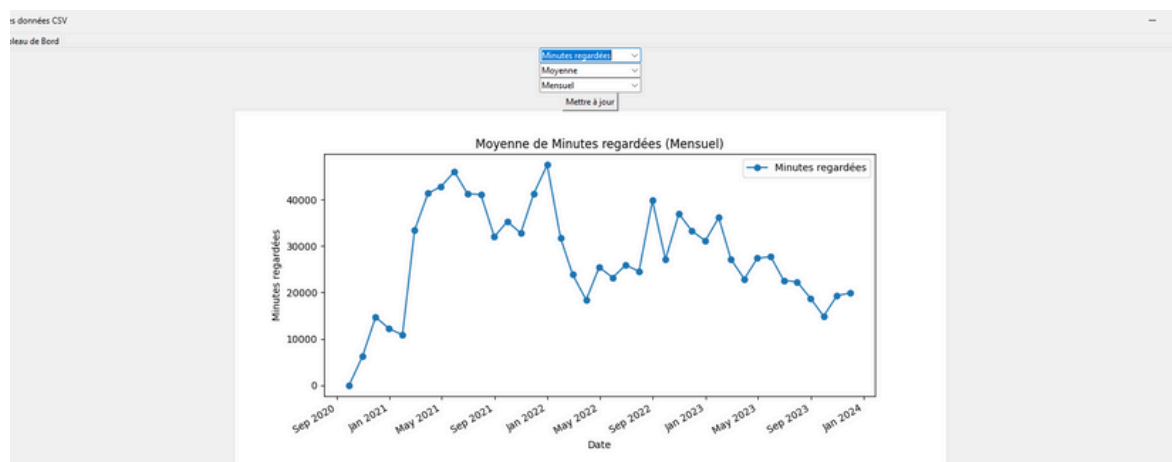 es données CSV
bleau de Bord
Minutes regardées
Moyenne
Mensuel
Mettre à jour
Moyenne de Minutes regardées (Mensuel)
Minutes regardées
40000
30000
20000
10000
0
Minutes regardées
Sep 2020
Jan 2021
May 2021
Sep 2021
Jan 2022
May 2022
Sep 2022
Jan 2023
May 2023
Sep 2023
Jan 2024
Date